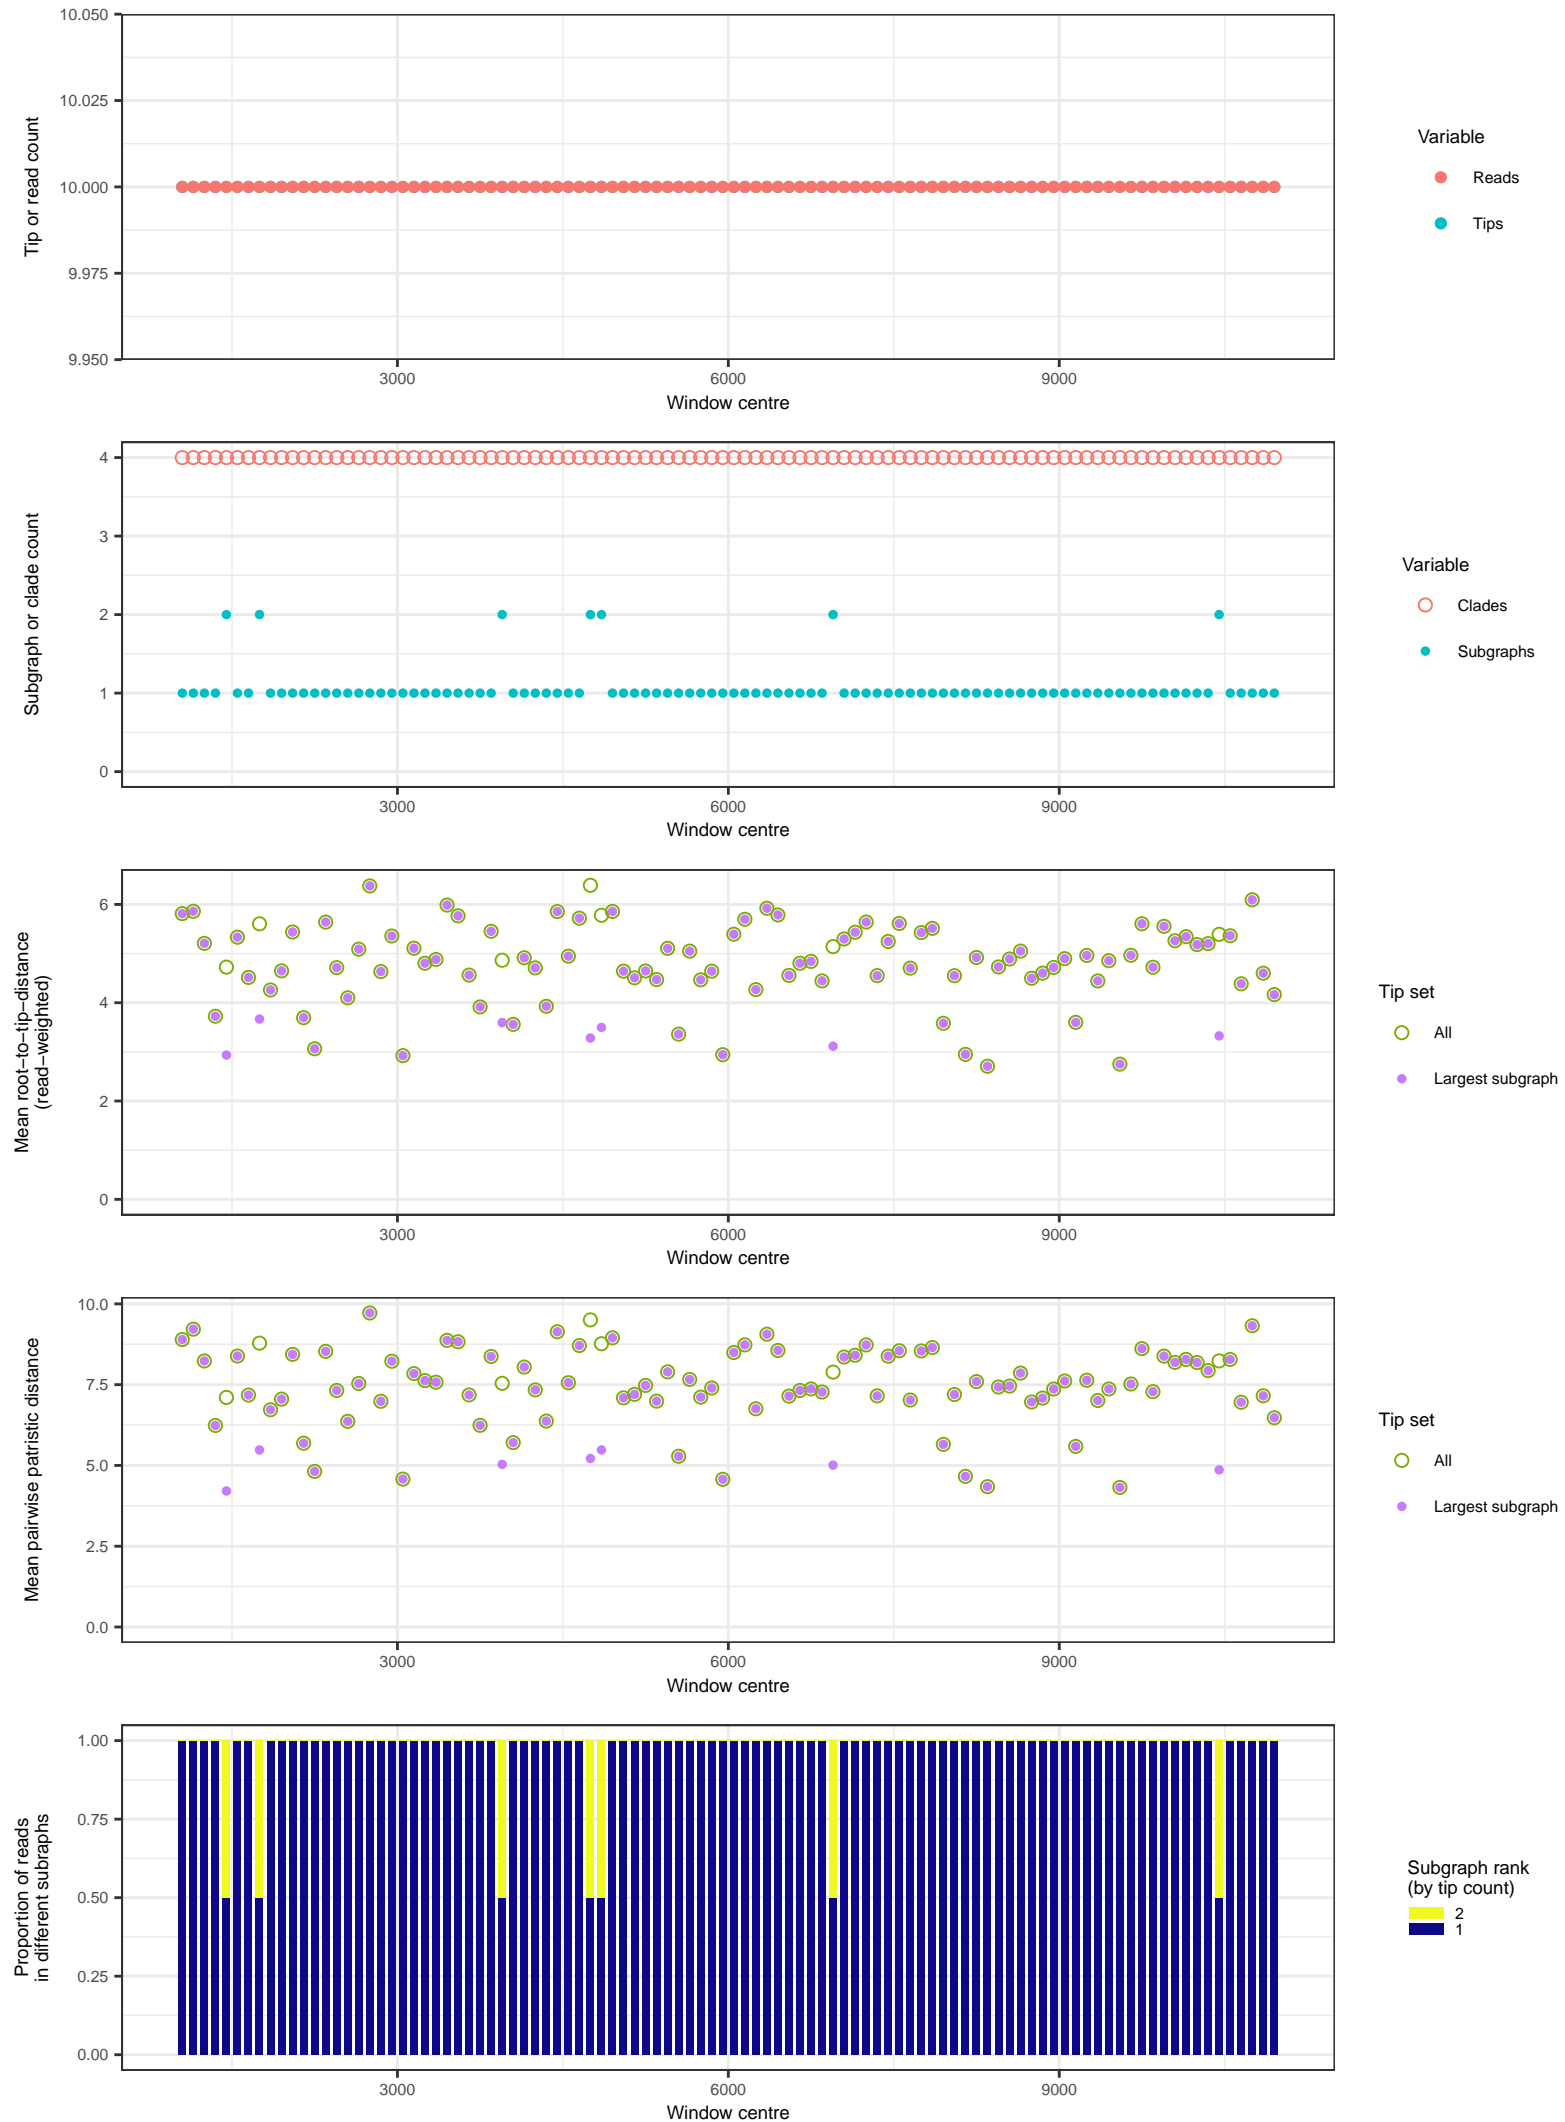 10.050
10.025
10.000
9.975
9.950
Tip or read count
3000
6000
9000
Window centre
Variable
Reads
Tips
4
3
2
1
0
Subgraph or clade count
3000
6000
9000
Window centre
Variable
Clades
Subgraphs
6
4
2
0
Mean root−to−tip−distance
(read−weighted)
3000
6000
9000
Window centre
Tip set
All
Largest subgraph
10.0
7.5
5.0
2.5
0.0
Mean pairwise patristic distance
3000
6000
9000
Window centre
Tip set
All
Largest subgraph
1.00
0.75
0.50
0.25
0.00
Proportion of reads
in different subraphs
3000
6000
9000
Window centre
Subgraph rank
(by tip count)
2
1